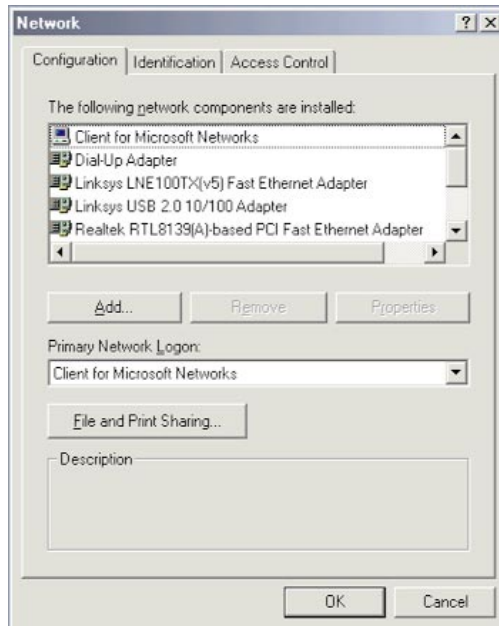 Network
Configuration Identification Access Control
The following network components are installed:
Client for Microsoft Networks
Dial-Up Adapter
Linksys LNE100TX(v5) Fast Ethernet Adapter
Linksys USB 2.0 10/100 Adapter
Realtek RTL8139(A)-based PCI Fast Ethernet Adapter
Add... Remove Properties
Primary Network Logon:
Client for Microsoft Networks
File and Print Sharing...
Description
OK Cancel